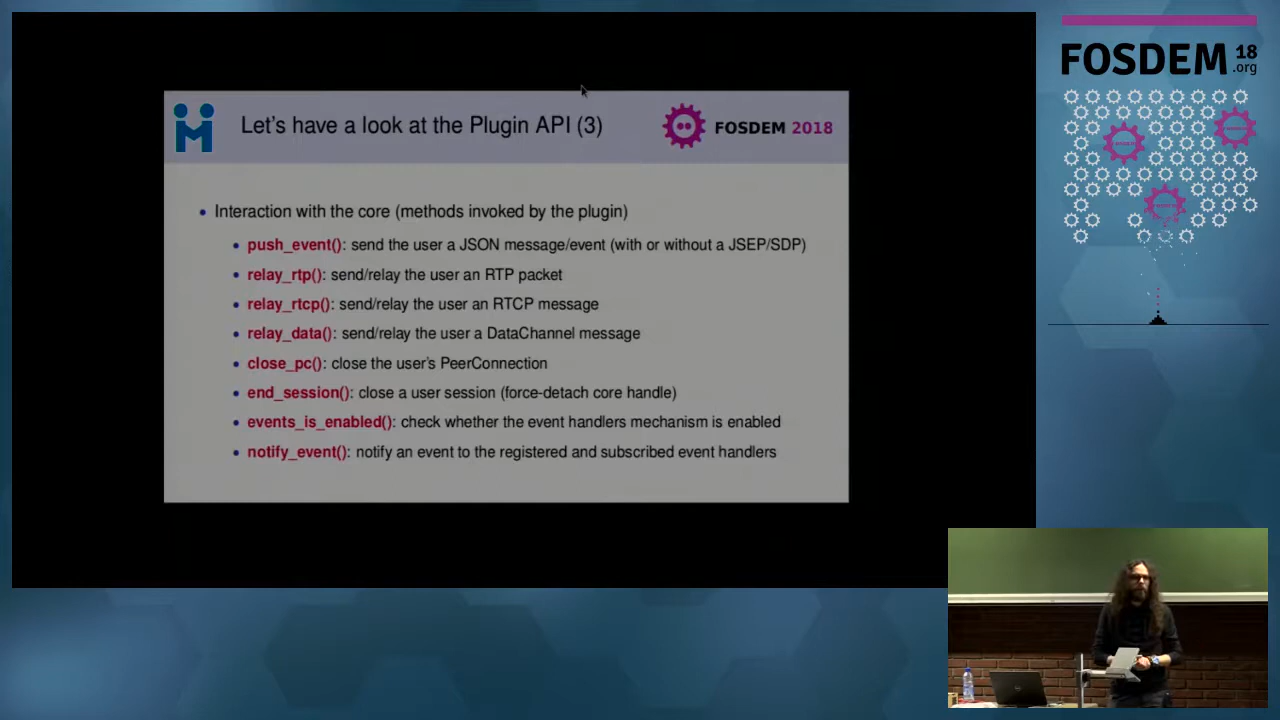 Let's have a look at the Plugin API (3)
FOSDEM 2018
Interaction with the core (methods invoked by the plugin)
push_event(): send the user a JSON message/event (with or without a JSEP/SDP)
relay_rtp(): send/relay the user an RTP packet
relay_rtcp(): send/relay the user an RTCP message
relay_data(): send/relay the user a DataChannel message
close_pc(): close the user's PeerConnection
end_session(): close a user session (force-detach core handle)
events_is_enabled(): check whether the event handlers mechanism is enabled
notify_event(): notify an event to the registered and subscribed event handlers
FOSDEM 18
.org